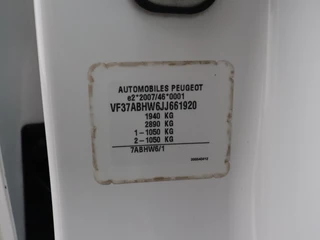 AUTOMOBILES PEUGEOT
e2*2007/46*0001
VF37ABHW6JJ661920
1940 KG
2890 KG
1-1050 KG
2-1050 KG
7ABHW6/1